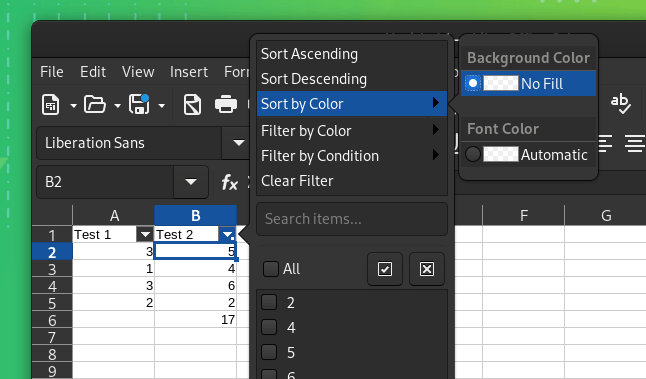 File Edit View Insert For
Liberation Sans
B2
fx
A B F G
1 Test 1 Test 2
2 3 5
3 1 4
4 3 6
5 2 2
6 17
7
8
9
Sort Ascending
Sort Descending
Sort by Color
Filter by Color
Filter by Condition
Clear Filter
Search items...
All
2
4
5
6
Background Color
No Fill
Font Color
Automatic
ab